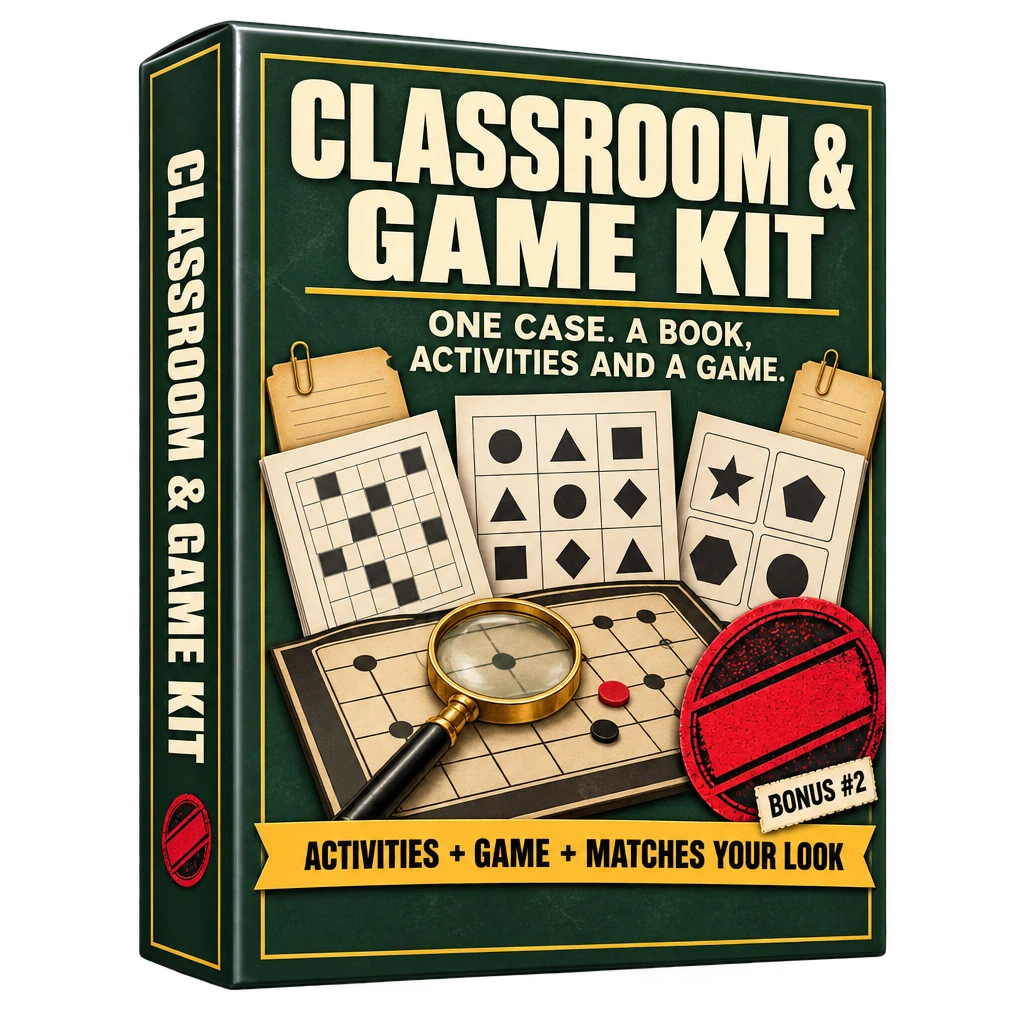 CLASSROOM &
GAME KIT
ONE CASE. A BOOK,
ACTIVITIES AND A GAME.
BONUS #2
ACTIVITIES + GAME + MATCHES YOUR LOOK
CLASSROOM & GAME KIT